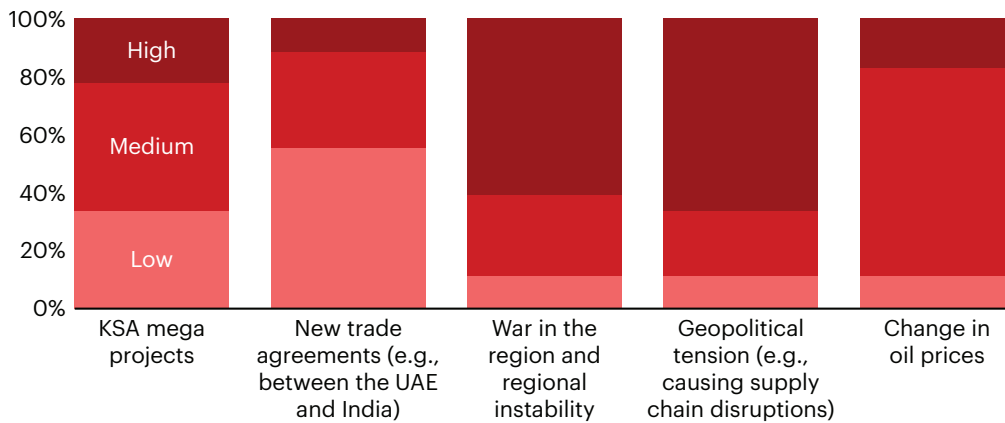 100%
80%
60%
40%
20%
0%
High
Medium
Low
KSA mega
projects
New trade
agreements (e.g.,
between the UAE
and India)
War in the
region and
regional
instability
Geopolitical
tension (e.g.,
causing supply
chain disruptions)
Change in
oil prices